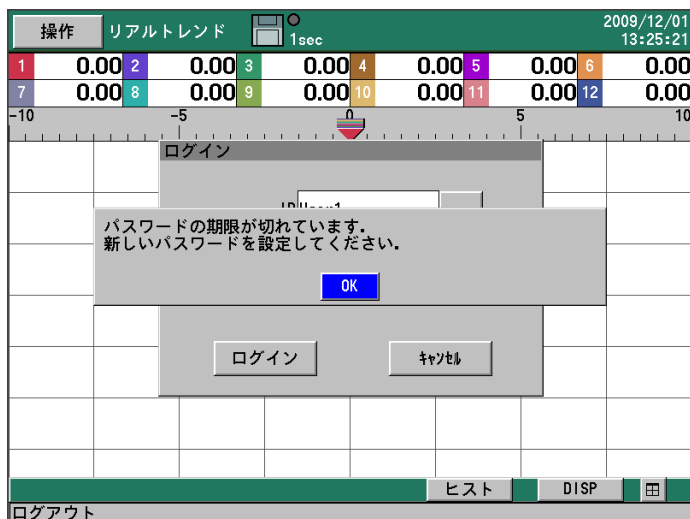 操作 リアルトレンド 1sec 2009/12/01
13:25:21
1 0.00 2 0.00 3 0.00 4 0.00 5 0.00 6 0.00
7 0.00 8 0.00 9 0.00 10 0.00 11 0.00 12 0.00
-10 -5 0 5 10
ログイン
ID User1
パスワードの期限が切れています.
新しいパスワードを設定してください.
OK
ログイン ｷｬﾝｾﾙ
ヒスト DISP
ログアウト